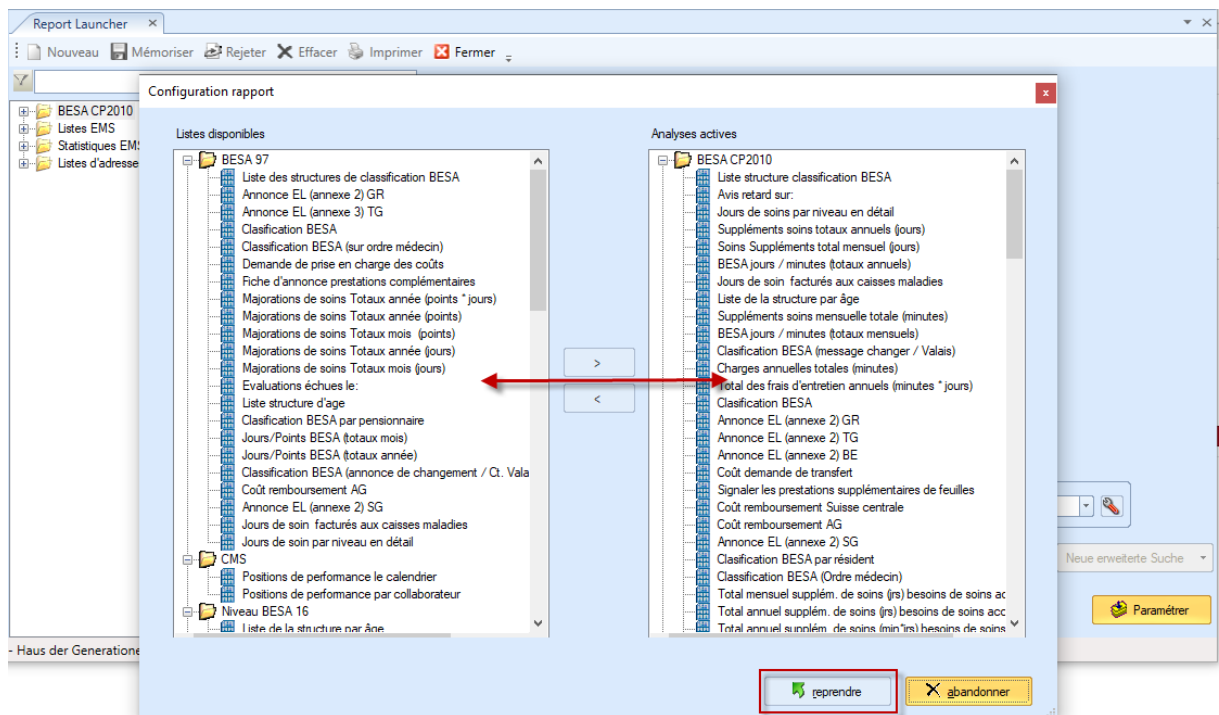 Report Launcher
Nouveau Mémoriser Rejeter Effacer Imprimer Fermer
BESA CP2010
Listes EMS
Statistiques EM
Listes d'adresse
Configuration rapport
x
Listes disponibles
BESA 97
Liste des structures de classification BESA
Annonce EL (annexe 2) GR
Annonce EL (annexe 3) TG
Clasification BESA
Classification BESA (sur ordre médecin)
Demande de prise en charge des coûts
Fiche d'annonce prestations complémentaires
Majorations de soins Totaux année (points * jours)
Majorations de soins Totaux année (points)
Majorations de soins Totaux mois (points)
Majorations de soins Totaux année (jours)
Majorations de soins Totaux mois (jours)
Evaluations échues le:
Liste structure d'age
Clasification BESA par pensionnaire
Jours/Points BESA (totaux mois)
Jours/Points BESA (totaux année)
Classification BESA (annonce de changement / Ct. Vala
Coût remboursement AG
Annonce EL (annexe 2) SG
Jours de soin facturés aux caisses maladies
Jours de soin par niveau en détail
CMS
Positions de performance le calendrier
Positions de performance par collaborateur
Niveau BESA 16
Liste de la structure par âge
>
<
Analyses actives
BESA CP2010
Liste structure classification BESA
Avis retard sur:
Jours de soins par niveau en détail
Suppléments soins totaux annuels (jours)
Soins Suppléments total mensuel (jours)
BESA jours / minutes (totaux annuels)
Jours de soin facturés aux caisses maladies
Liste de la structure par âge
Suppléments soins mensuelle totale (minutes)
BESA jours / minutes (totaux mensuels)
Clasification BESA (message changer / Valais)
Charges annuelles totales (minutes)
Total des frais d'entretien annuels (minutes * jours)
Clasification BESA
Annonce EL (annexe 2) GR
Annonce EL (annexe 2) TG
Annonce EL (annexe 2) BE
Coût demande de transfert
Signaler les prestations supplémentaires de feuilles
Coût remboursement Suisse centrale
Coût remboursement AG
Annonce EL (annexe 2) SG
Clasification BESA par résident
Classification BESA (Ordre médecin)
Total mensuel supplém. de soins (jrs) besoins de soins ac
Total annuel supplém. de soins (jrs) besoins de soins acc
Total annuel supplém. de soins (min*jrs) besoins de soins
Neue erweiterte Suche
Paramétrer
- Haus der Generatione
reprendre
abandonner